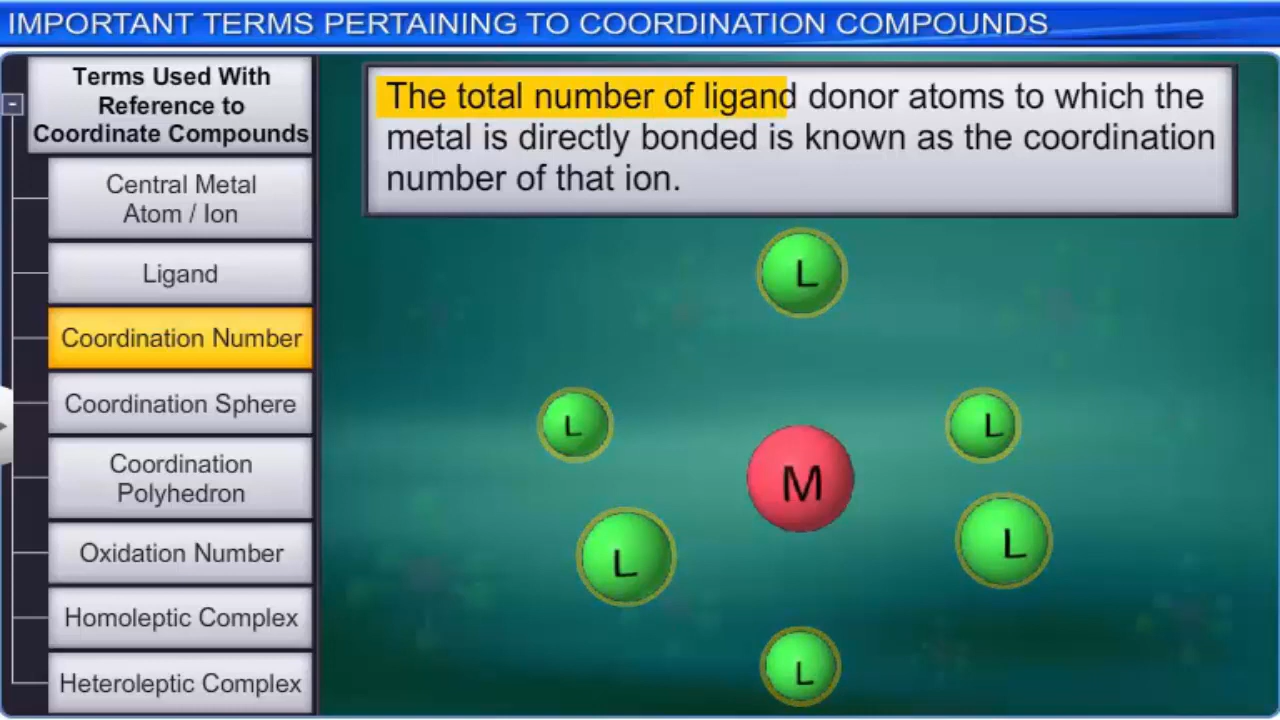 IMPORTANT TERMS PERTAINING TO COORDINATION COMPOUNDS
Terms Used With
Reference to
Coordinate Compounds
Central Metal
Atom / Ion
Ligand
Coordination Number
Coordination Sphere
Coordination
Polyhedron
Oxidation Number
Homoleptic Complex
Heteroleptic Complex
The total number of ligand donor atoms to which the
metal is directly bonded is known as the coordination
number of that ion.
L
L
L
M
L
L
L